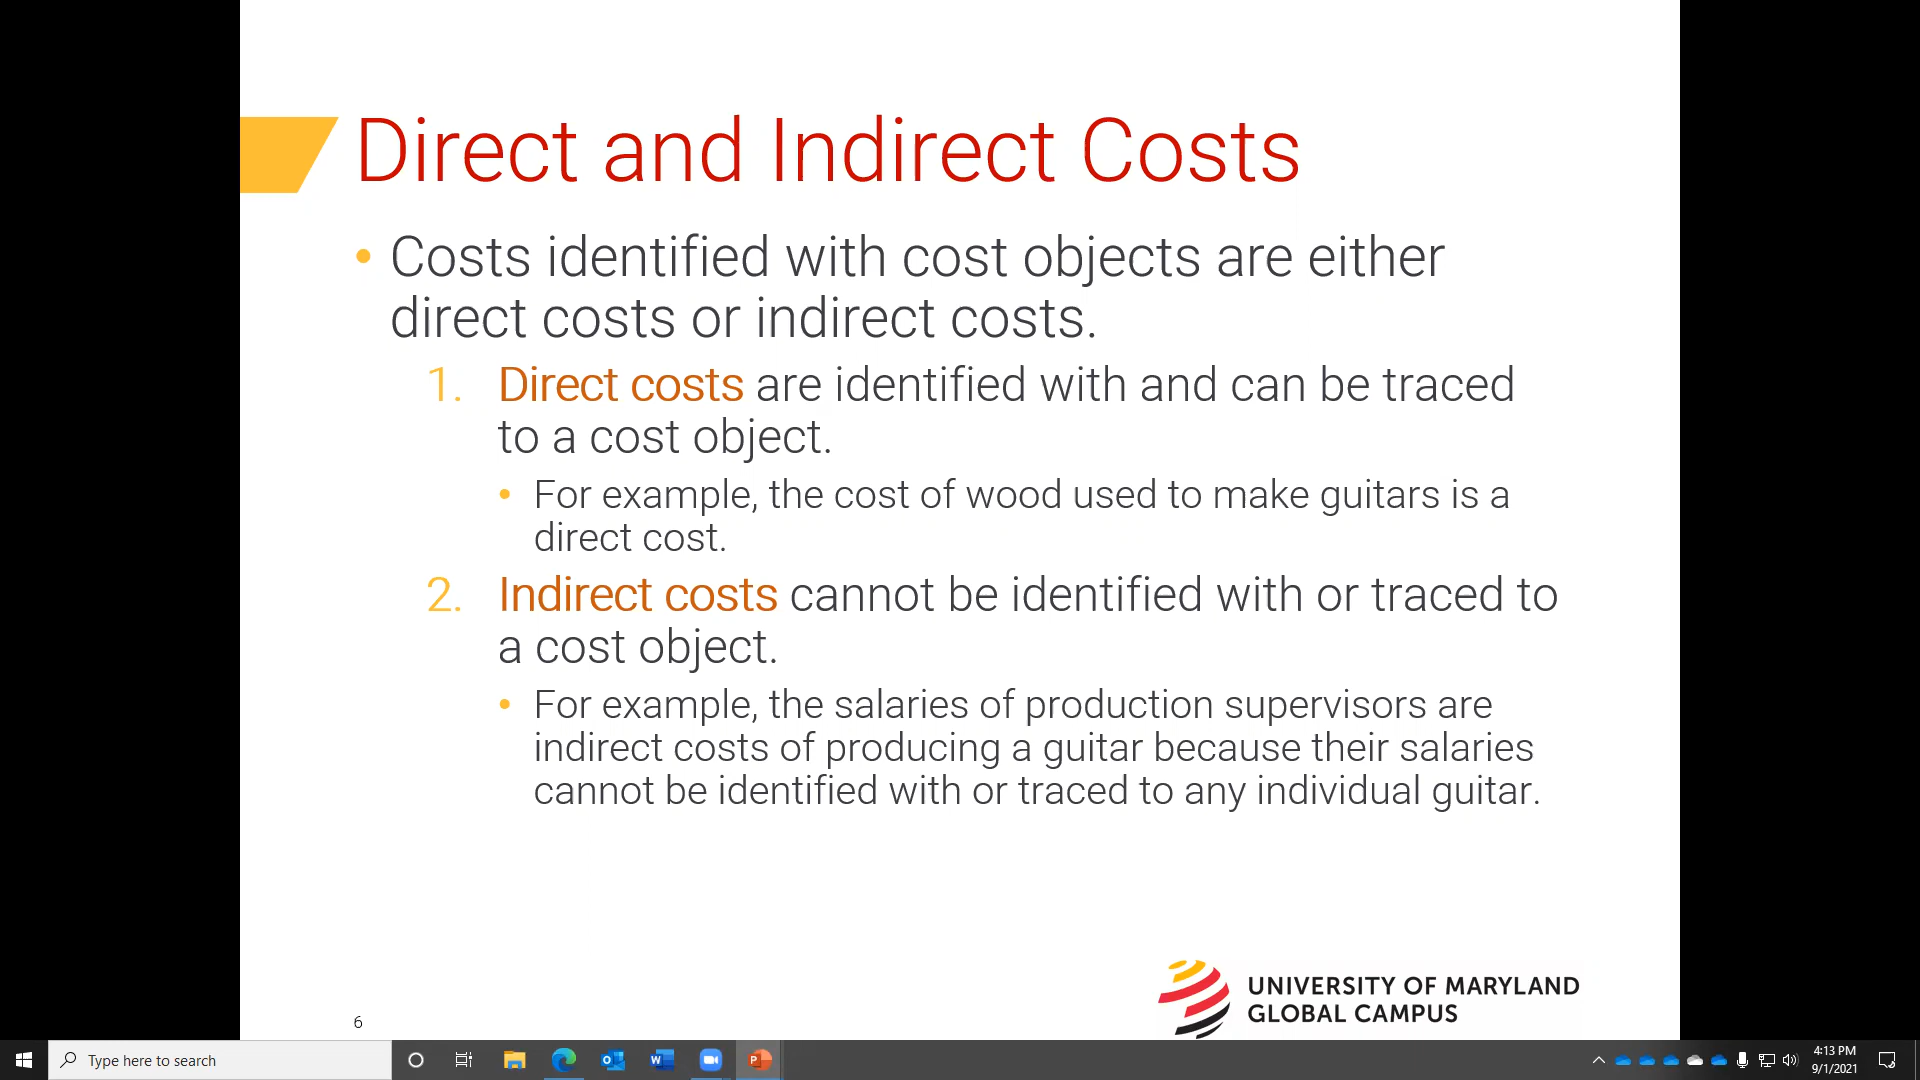 Direct and Indirect Costs
• Costs identified with cost objects are either
direct costs or indirect costs.
1. Direct costs are identified with and can be traced
to a cost object.
• For example, the cost of wood used to make guitars is a
direct cost.
2. Indirect costs cannot be identified with or traced to
a cost object.
• For example, the salaries of production supervisors are
indirect costs of producing a guitar because their salaries
cannot be identified with or traced to any individual guitar.
UNIVERSITY OF MARYLAND
GLOBAL CAMPUS
6
Type here to search
4:13 PM
9/1/2021